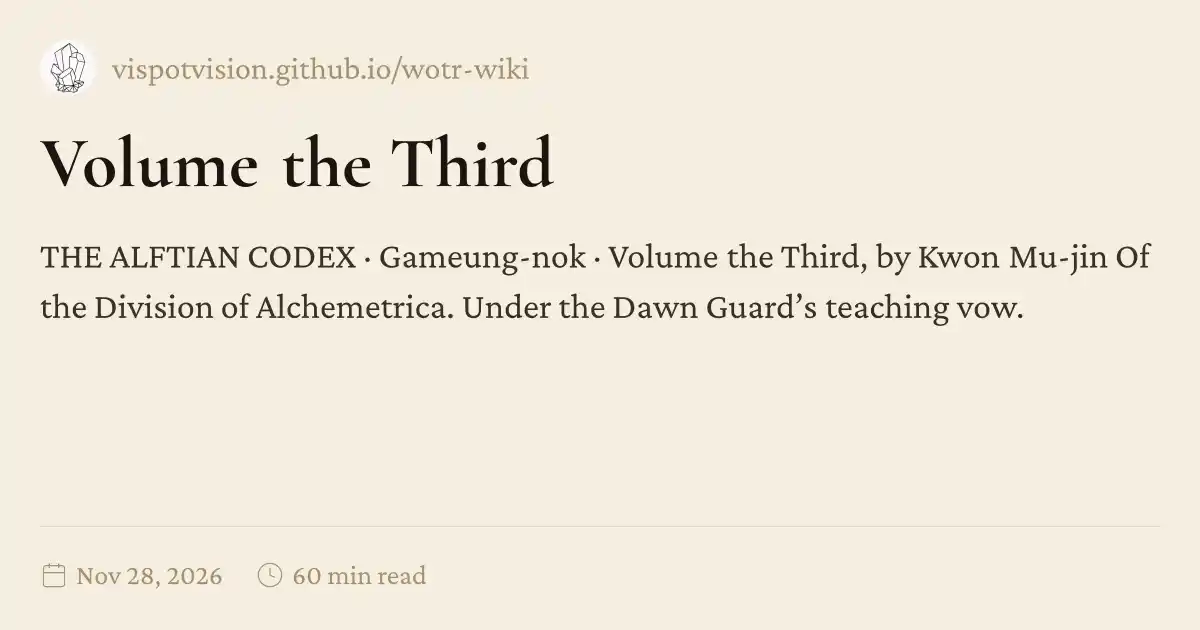 vispotvision.github.io/wotr-wiki
Volume the Third
THE ALFTIAN CODEX · Gameung-nok · Volume the Third, by Kwon Mu-jin Of
the Division of Alchemetrica. Under the Dawn Guard’s teaching vow.
Nov 28, 2026
60 min read